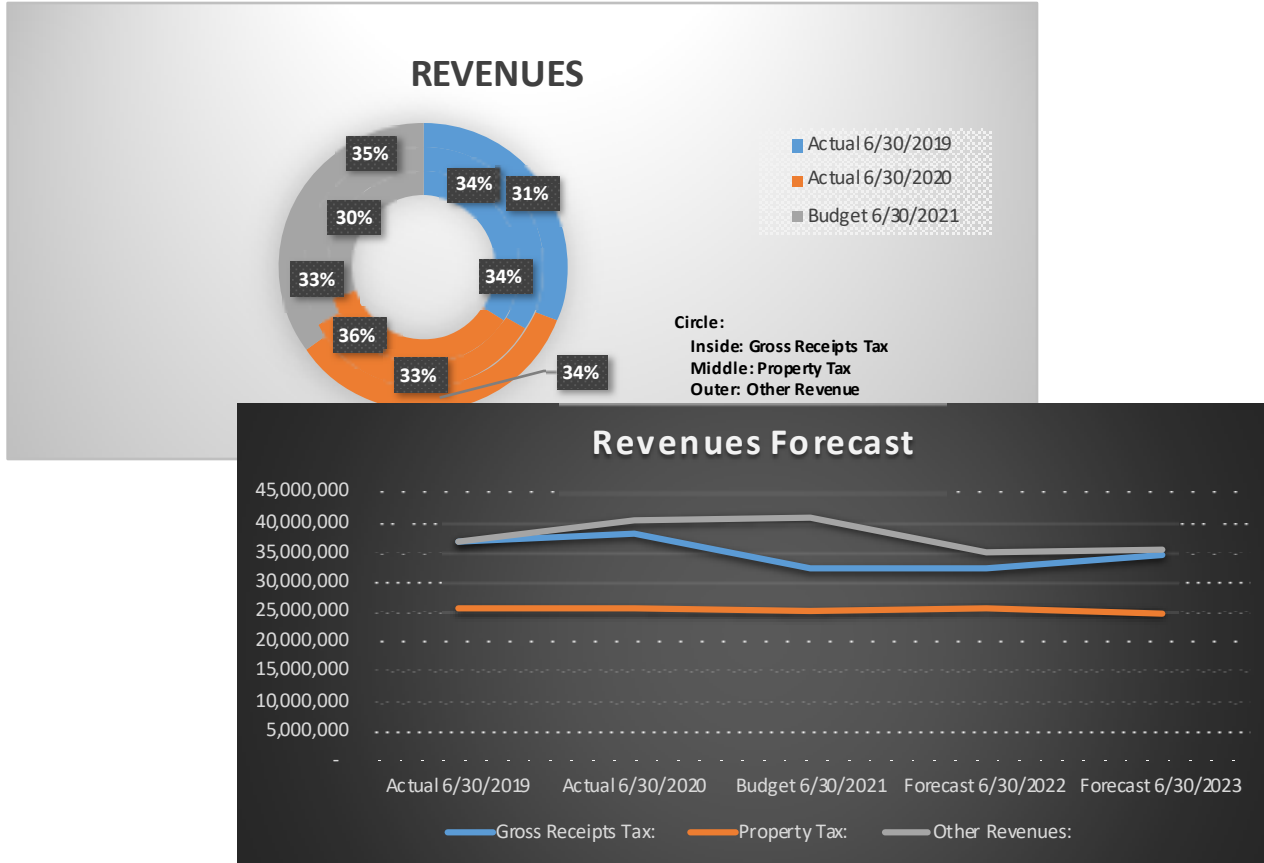 REVENUES
35%
34%
31%
30%
33%
34%
36%
33%
34%
Actual 6/30/2019
Actual 6/30/2020
Budget 6/30/2021
Circle:
Inside: Gross Receipts Tax
Middle: Property Tax
Outer: Other Revenue
Revenues Forecast
45,000,000
40,000,000
35,000,000
30,000,000
25,000,000
20,000,000
15,000,000
10,000,000
5,000,000
-
Actual 6/30/2019 Actual 6/30/2020 Budget 6/30/2021 Forecast 6/30/2022 Forecast 6/30/2023
Gross Receipts Tax: Property Tax: Other Revenues: